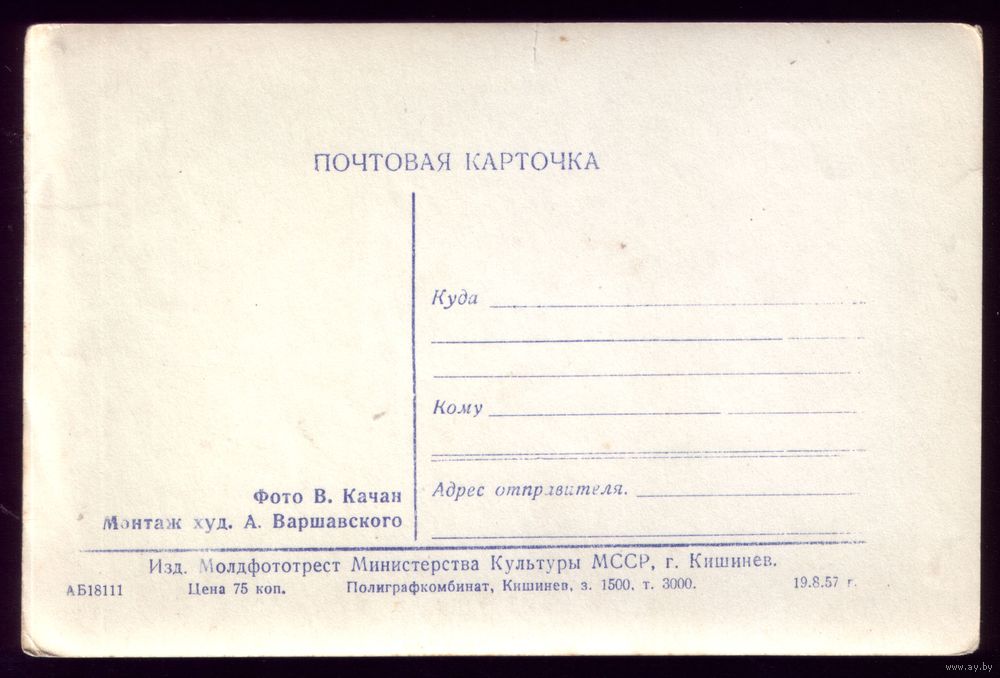 ПОЧТОВАЯ КАРТОЧКА
Куда
Кому
Адрес отправителя.
Фото В. Качан
Монтаж худ. А. Варшавского
Изд. Молдфототрест Министерства Культуры МССР, г. Кишинев.
АБ18111 Цена 75 коп. Полиграфкомбинат, Кишинев, з. 1500, т. 3000. 19.8.57 г.
www.ay.by